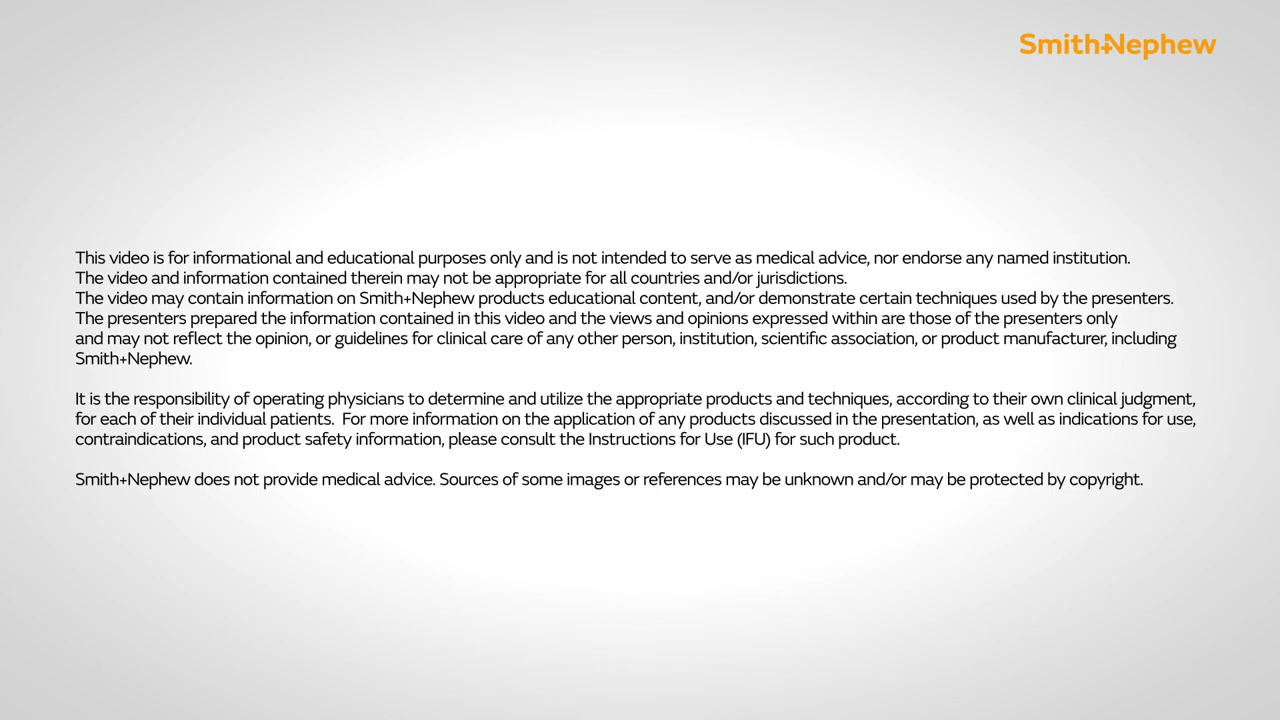 Smith+Nephew
This video is for informational and educational purposes only and is not intended to serve as medical advice, nor endorse any named institution.
The video and information contained therein may not be appropriate for all countries and/or jurisdictions.
The video may contain information on Smith+Nephew products educational content, and/or demonstrate certain techniques used by the presenters.
The presenters prepared the information contained in this video and the views and opinions expressed within are those of the presenters only
and may not reflect the opinion, or guidelines for clinical care of any other person, institution, scientific association, or product manufacturer, including
Smith+Nephew.
It is the responsibility of operating physicians to determine and utilize the appropriate products and techniques, according to their own clinical judgment,
for each of their individual patients.  For more information on the application of any products discussed in the presentation, as well as indications for use,
contraindications, and product safety information, please consult the Instructions for Use (IFU) for such product.
Smith+Nephew does not provide medical advice. Sources of some images or references may be unknown and/or may be protected by copyright.